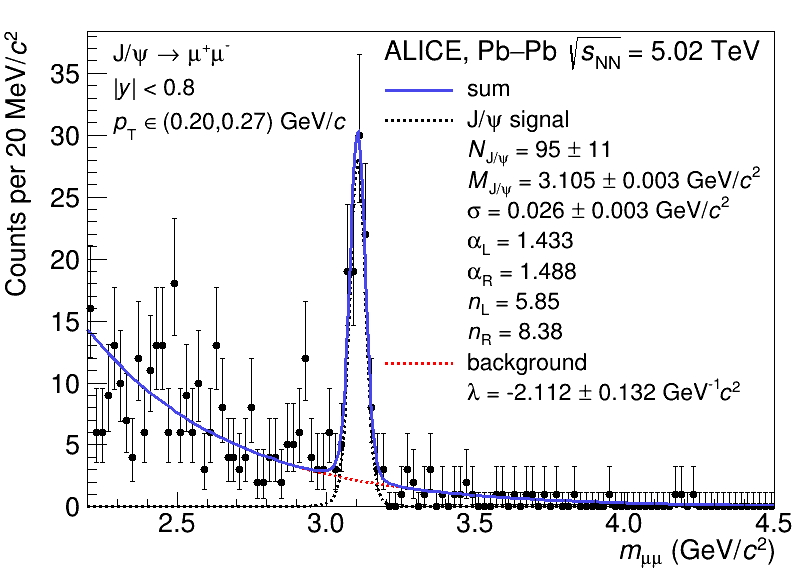 J/ψ → μ⁺μ⁻
|y| < 0.8
p_T ∈ (0.20,0.27) GeV/c
ALICE, Pb–Pb √s_NN = 5.02 TeV
sum
J/ψ signal
N_J/ψ = 95 ± 11
M_J/ψ = 3.105 ± 0.003 GeV/c²
σ = 0.026 ± 0.003 GeV/c²
α_L = 1.433
α_R = 1.488
n_L = 5.85
n_R = 8.38
background
λ = -2.112 ± 0.132 GeV⁻¹c²
Counts per 20 MeV/c²
35
30
25
20
15
10
5
0
2.5 3.0 3.5 4.0 4.5
m_μμ (GeV/c²)